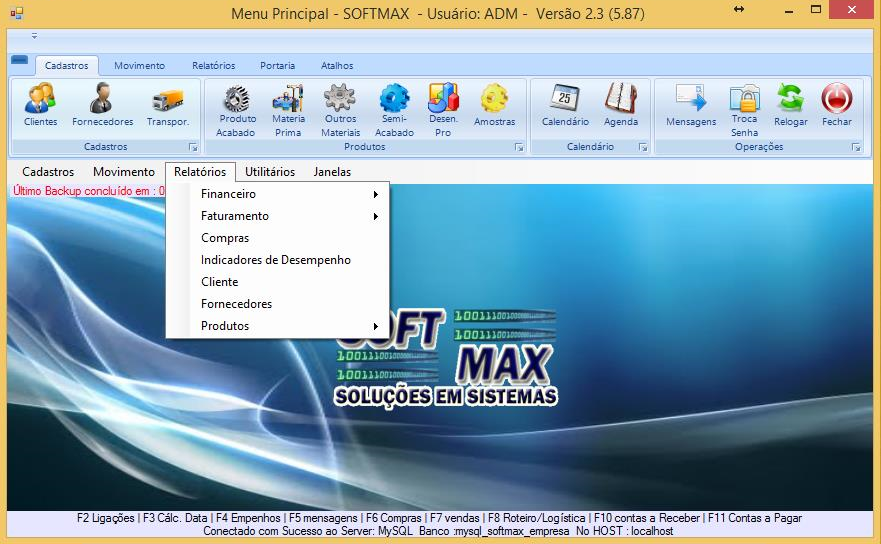 Menu Principal - SOFTMAX - Usuário: ADM - Versão 2.3 (5.87)
Cadastros Movimento Relatórios Portaria Atalhos
Clientes Fornecedores Transpor. Produto Acabado Materia Prima Outros Materiais Semi-Acabado Desen. Pro Amostras 25 Calendário Agenda Mensagens Troca Senha Relogar Fechar
Cadastros Produtos Calendário Operações
Cadastros Movimento Relatórios Utilitários Janelas
Último Backup concluído em : 0
Financeiro
Faturamento
Compras
Indicadores de Desempenho
Cliente
Fornecedores
Produtos
SOFT
MAX
SOLUÇÕES EM SISTEMAS
F2 Ligações | F3 Cálc. Data | F4 Empenhos | F5 mensagens | F6 Compras | F7 vendas | F8 Roteiro/Logística | F10 contas a Receber | F11 Contas a Pagar
Conectado com Sucesso ao Server: MySQL Banco :mysql_softmax_empresa No HOST : localhost